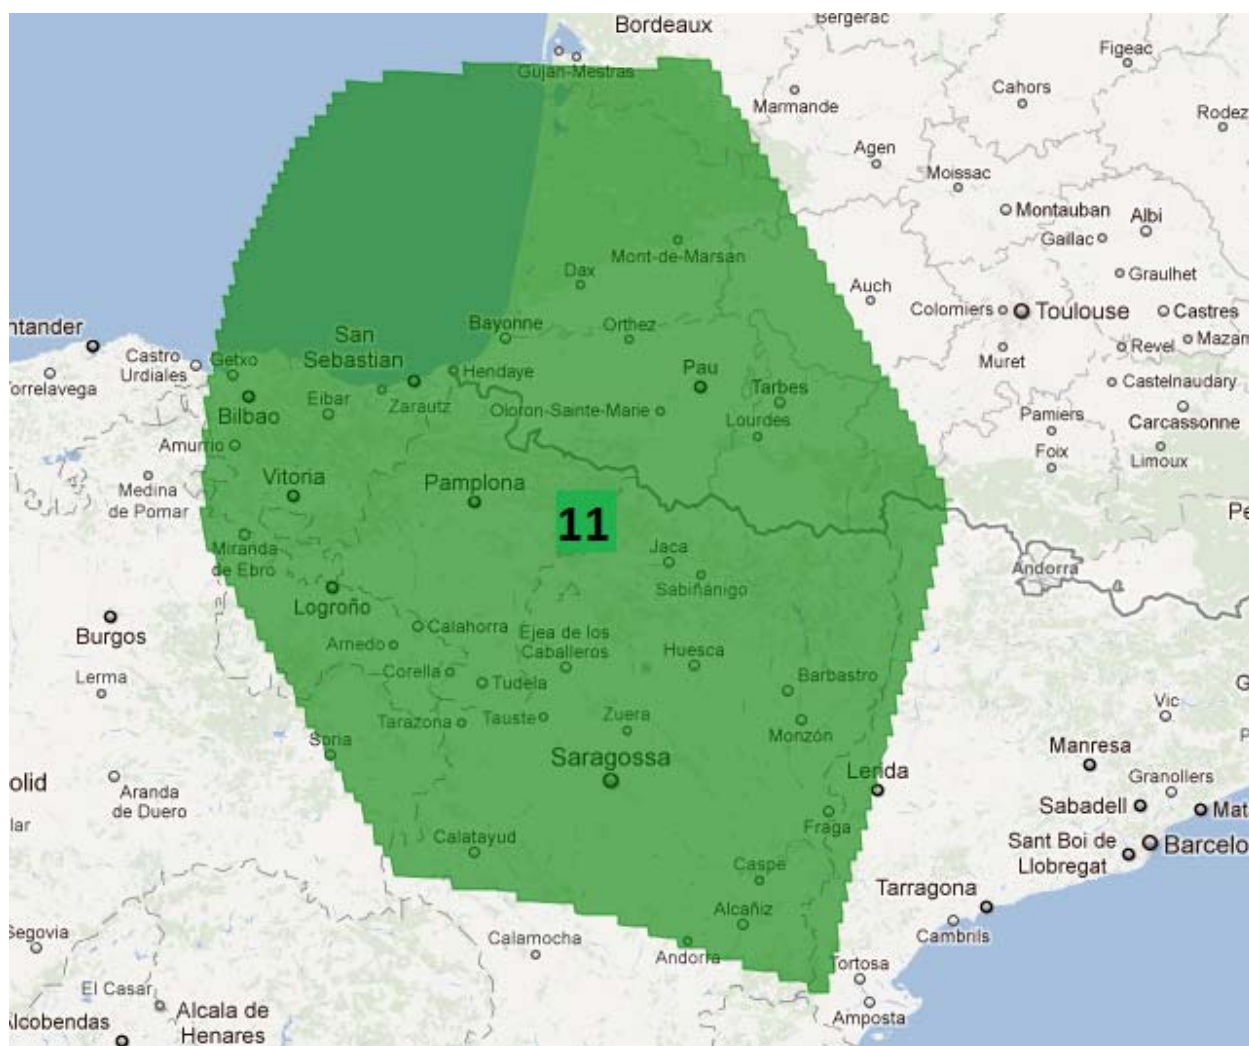 Bordeaux
Bergerac
Figeac
Gujan-Mestras
Cahors
Marmande
Rodez
Agen
Moissac
Montauban
Albi
Gaillac
Mont-de-Marsan
Dax
Graulhet
Auch
Colomiers
Toulouse
Castres
ntander
San
Sebastian
Bayonne
Orthez
Castro
Urdiales
Getxo
Muret
Revel
Mazam
Hendaye
Pau
Tarbes
Castelnaudary
Torrelavega
Bilbao
Eibar
Zarautz
Oloron-Sainte-Marie
Lourdes
Pamiers
Carcassonne
Amurrio
Foix
Limoux
Vitoria
Pamplona
Medina
de Pomar
11
Pe
Miranda
de Ebro
Jaca
Sabiñánigo
Andorra
Logroño
Burgos
Calahorra
Ejea de los
Caballeros
Arnedo
Huesca
Corella
Tudela
Barbastro
Lerma
Vic
G
Tarazona
Tauste
Zuera
Monzón
Soria
Manresa
P
Saragossa
Lerida
Granollers
olid
Aranda
de Duero
Sabadell
Mat
lar
Fraga
Calatayud
Sant Boi de
Llobregat
Barcelo
Caspe
Tarragona
Alcañiz
Segovia
Calamocha
Cambrils
Andorra
Tortosa
El Casar
Alcala de
Henares
Alcobendas
Amposta